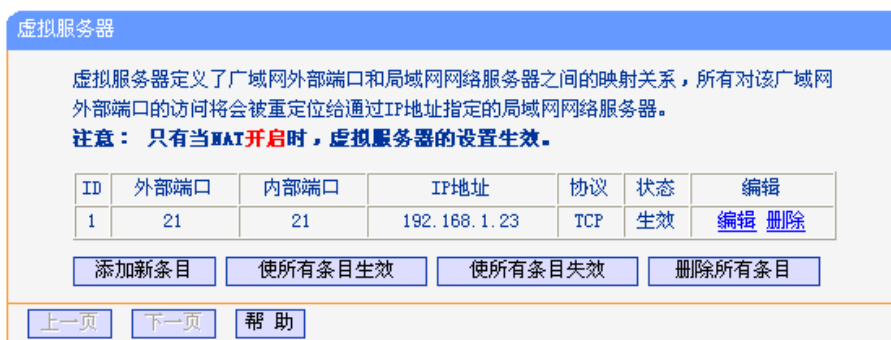 虚拟服务器
虚拟服务器定义了广域网外部端口和局域网网络服务器之间的映射关系，所有对该广域网
外部端口的访问将会被重定位给通过IP地址指定的局域网网络服务器。
注意： 只有当NAT开启时，虚拟服务器的设置生效。
ID 外部端口 内部端口 IP地址 协议 状态 编辑
1 21 21 192.168.1.23 TCP 生效 编辑 删除
添加新条目 使所有条目生效 使所有条目失效 删除所有条目
上一页 下一页 帮 助